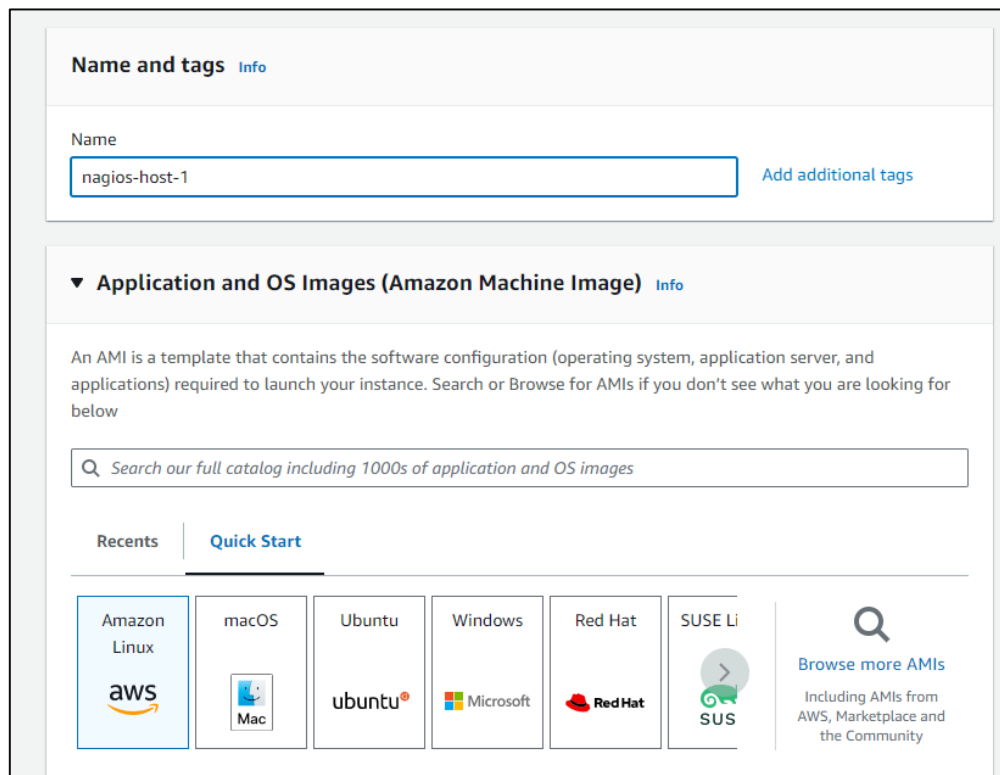 Name and tags Info
Name
nagios-host-1
Add additional tags
Application and OS Images (Amazon Machine Image) Info
An AMI is a template that contains the software configuration (operating system, application server, and
applications) required to launch your instance. Search or Browse for AMIs if you don't see what you are looking for
below
Search our full catalog including 1000s of application and OS images
Recents
Quick Start
Amazon
Linux
aws
macOS
Mac
Ubuntu
ubuntu
Windows
Microsoft
Red Hat
Red Hat
SUSE Li
SUS
Browse more AMIs
Including AMIs from
AWS, Marketplace and
the Community